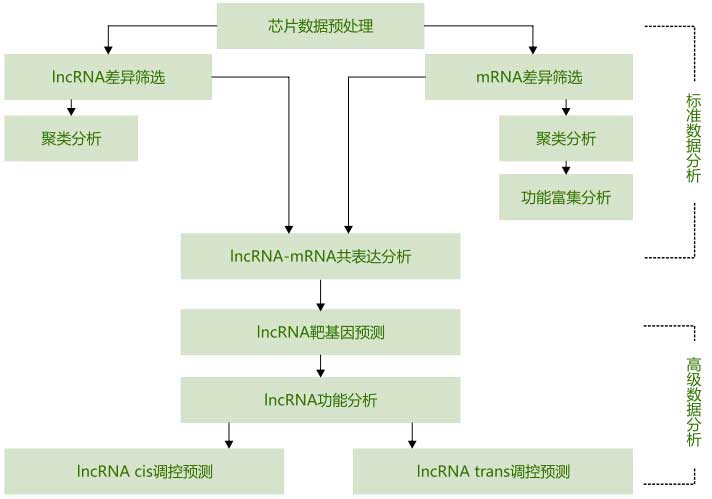 芯片数据预处理
lncRNA差异筛选
mRNA差异筛选
聚类分析
聚类分析
功能富集分析
标准数据分析
lncRNA-mRNA共表达分析
lncRNA靶基因预测
lncRNA功能分析
高级数据分析
lncRNA cis调控预测
lncRNA trans调控预测